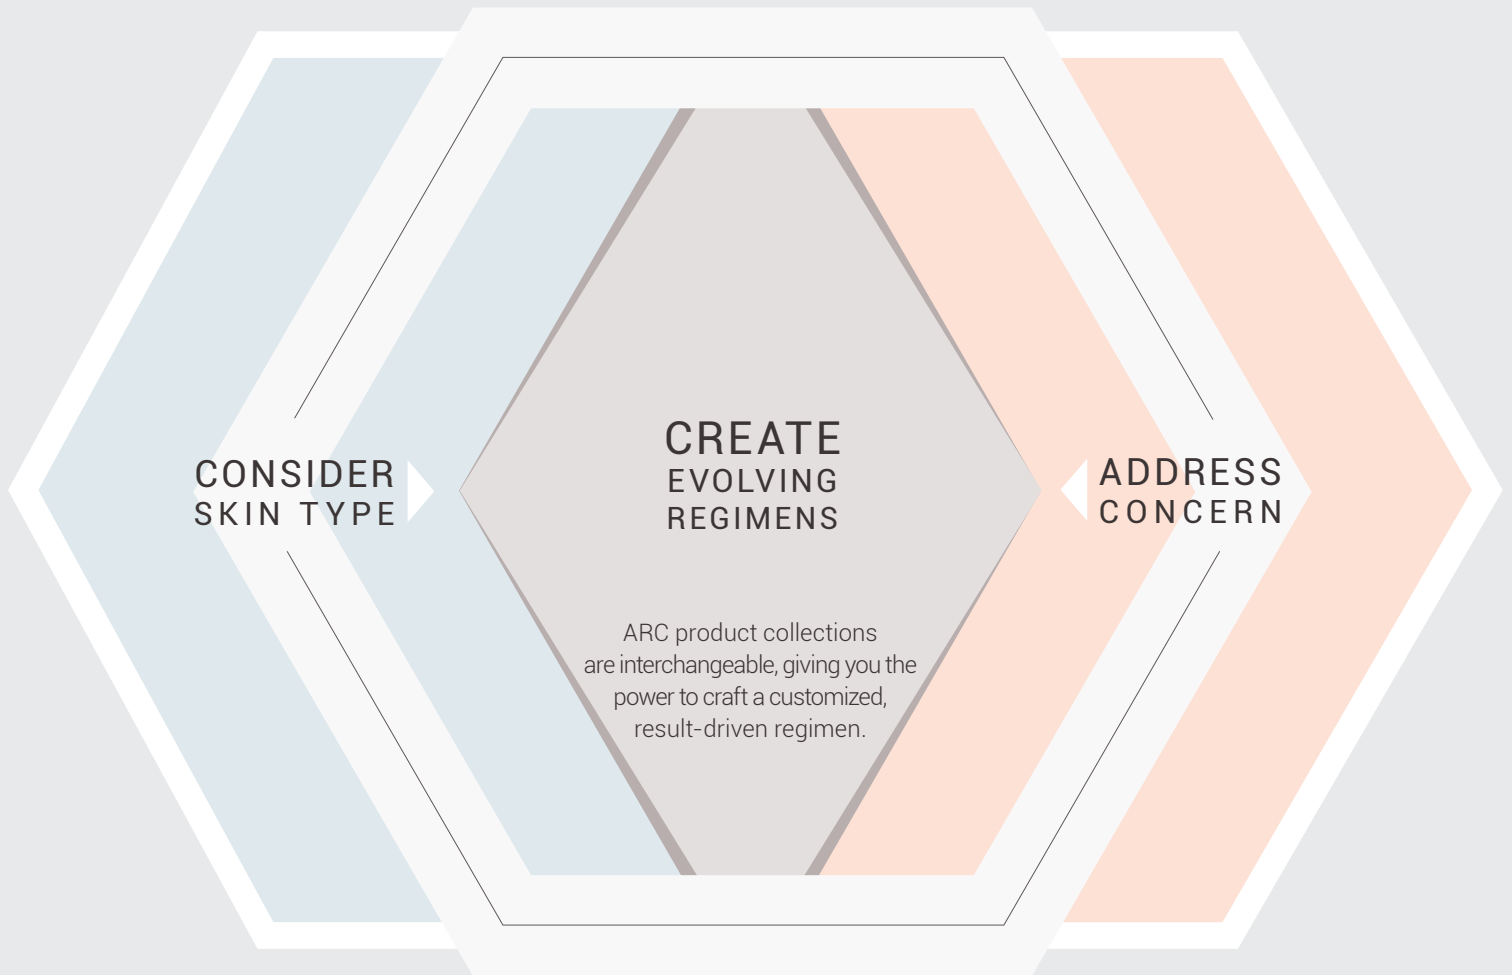 CONSIDER
SKIN TYPE
CREATE
EVOLVING
REGIMENS
ARC product collections
are interchangeable, giving you the
power to craft a customized,
result-driven regimen.
ADDRESS
CONCERN